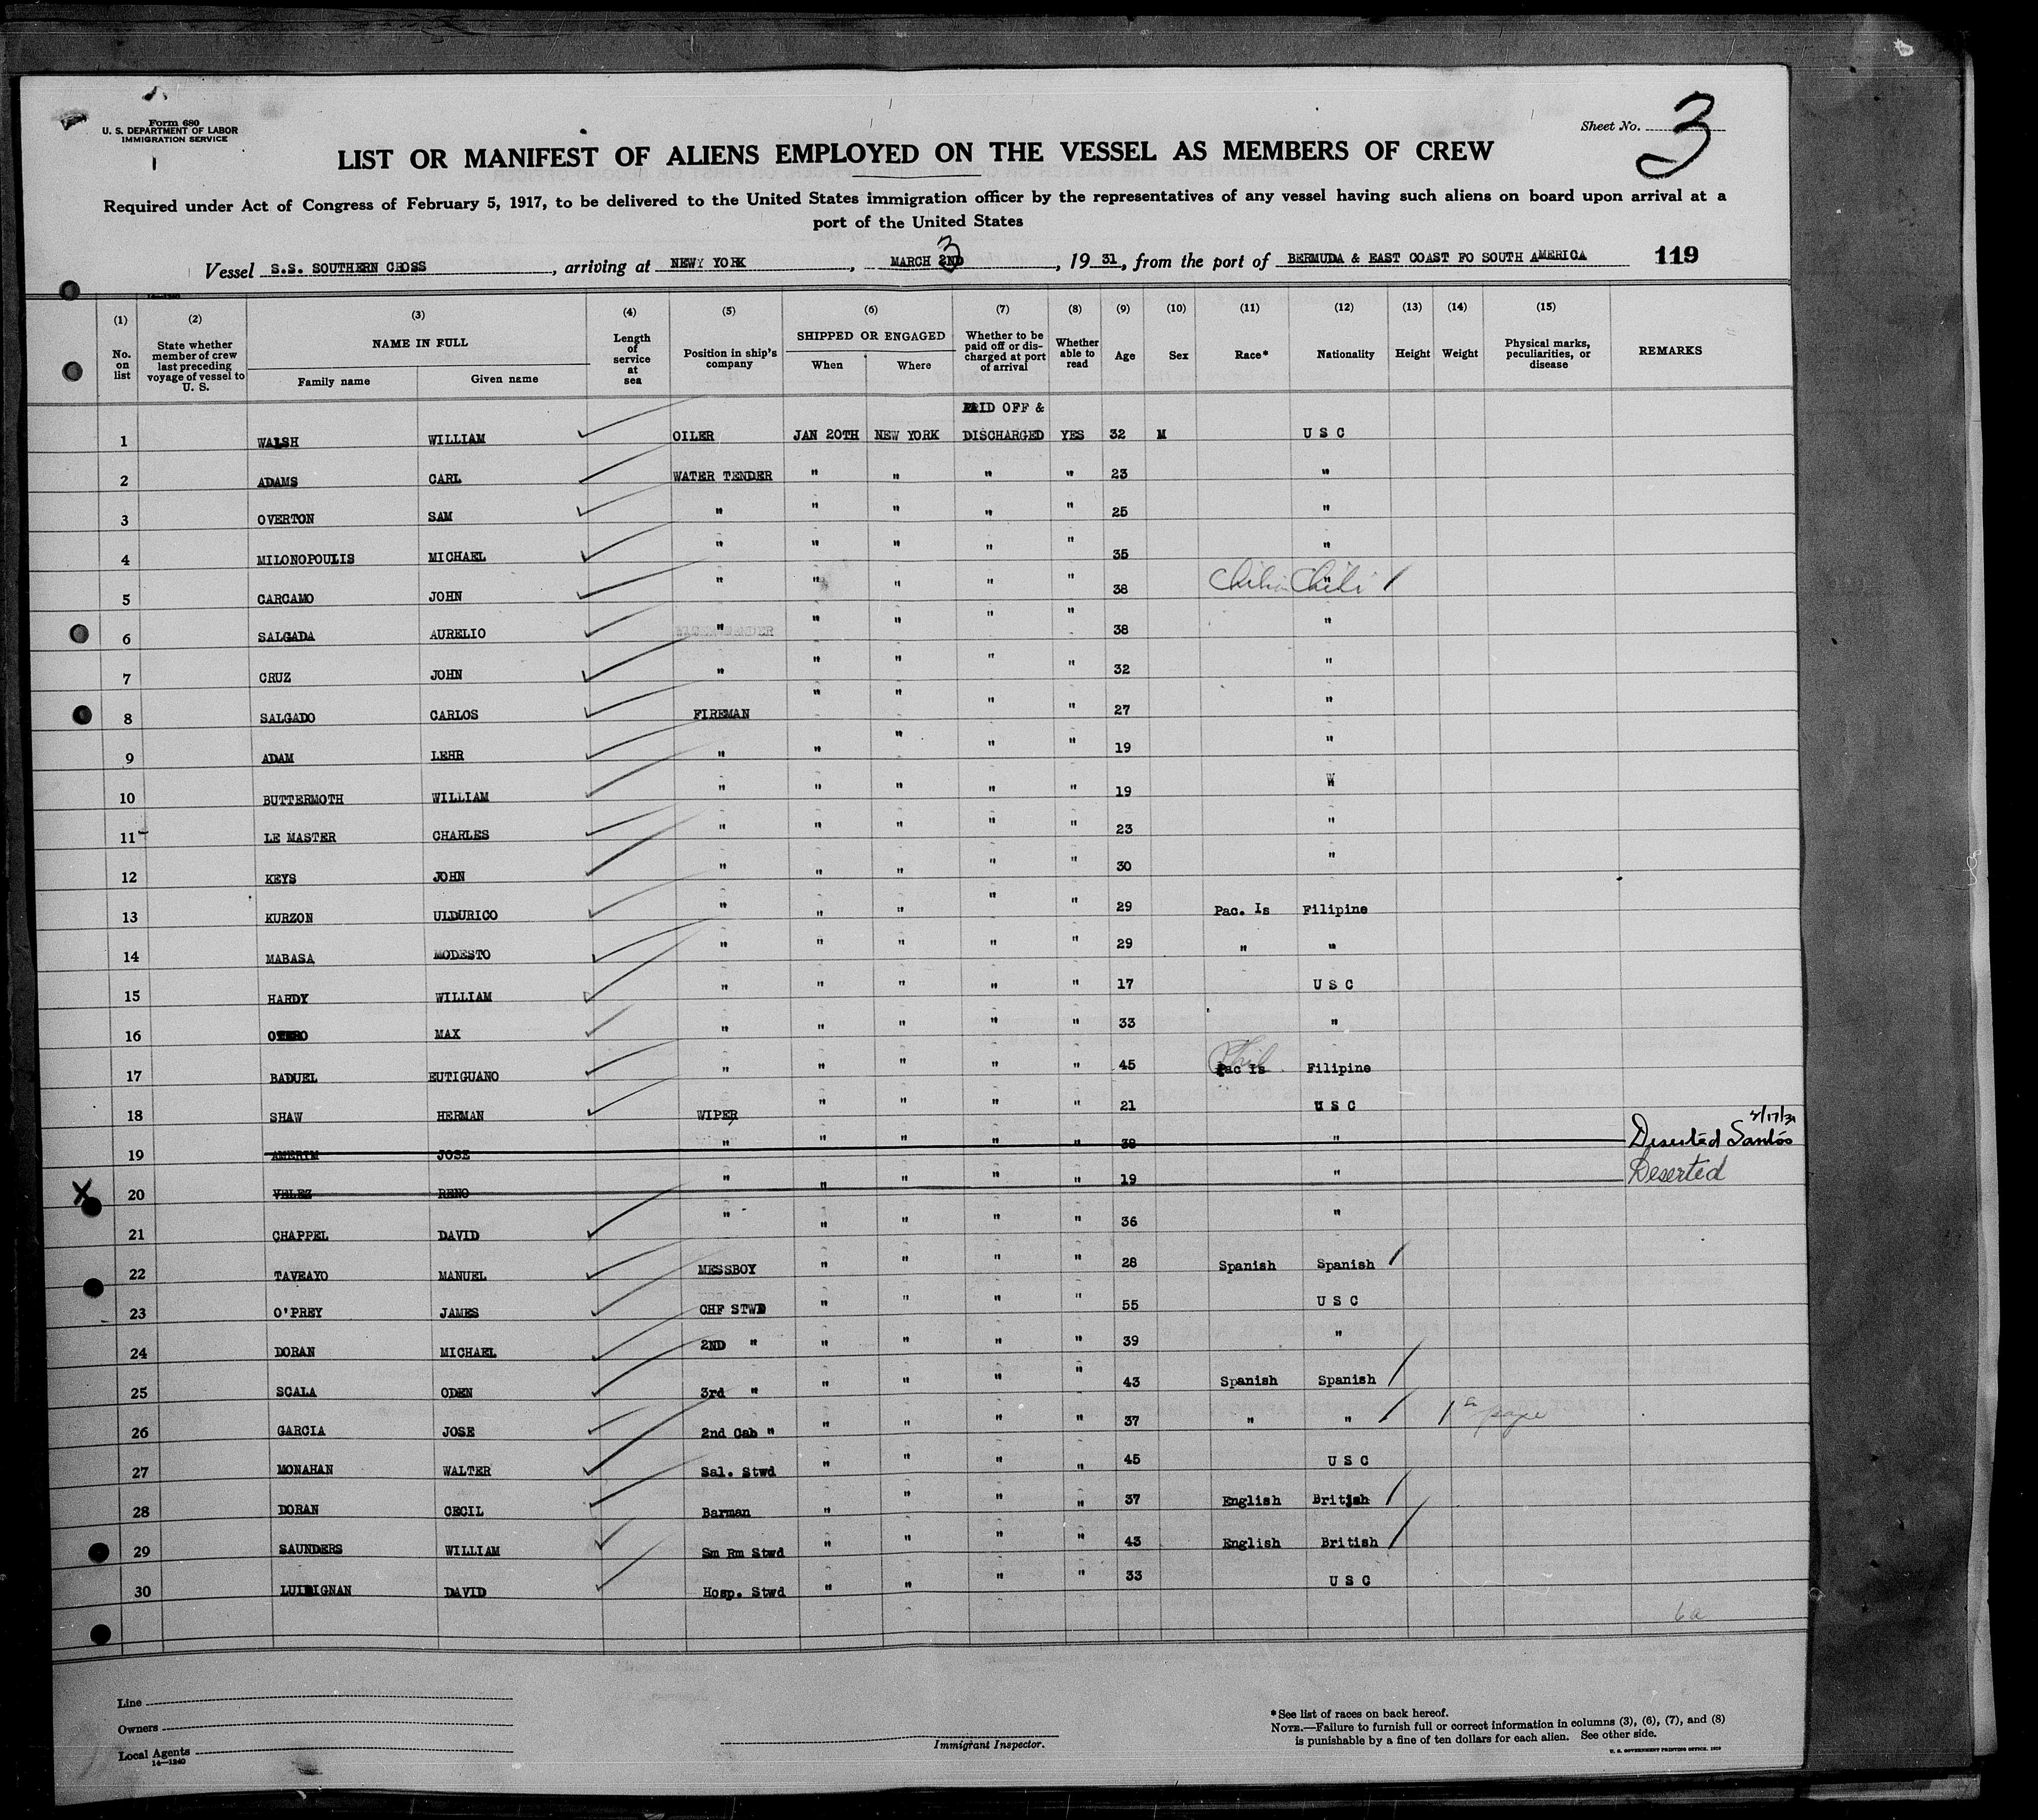 Form 680
U. S. DEPARTMENT OF LABOR
IMMIGRATION SERVICE
Sheet No. 3
LIST OR MANIFEST OF ALIENS EMPLOYED ON THE VESSEL AS MEMBERS OF CREW
Required under Act of Congress of February 5, 1917, to be delivered to the United States immigration officer by the representatives of any vessel having such aliens on board upon arrival at a
port of the United States
Vessel S.S. SOUTHERN CROSS, arriving at NEWY YORK, MARCH 2ND 3, 1931, from the port of BERMUDA & EAST COAST FO SOUTH AMERICA 119
(1) No. on list (2) State whether member of crew last preceding voyage of vessel to U. S. (3) NAME IN FULL Family name Given name (4) Length of service at sea (5) Position in ship's company (6) SHIPPED OR ENGAGED When Where (7) Whether to be paid off or discharged at port of arrival (8) Whether able to read (9) Age (10) Sex (11) Race* (12) Nationality (13) Height (14) Weight (15) Physical marks, peculiarities, or disease REMARKS
PAID OFF &
1 WALSH WILLIAM OILER JAN 20TH NEW YORK DISCHARGED YES 32 M U S C
2 ADAMS CARL WATER TENDER " " " " 23 "
3 OVERTON SAM " " " " " 25 "
4 MILONOPOULIS MICHAEL " " " " " 35 "
5 CARCAMO JOHN " " " " " 38 Chili "
6 SALGADA AURELIO " " " " " 38 "
7 CRUZ JOHN " " " " " 32 "
8 SALGADO CARLOS FIREMAN " " " " 27 "
9 ADAM LEHR " " " " " 19 "
10 BUTTERMOTH WILLIAM " " " " " 19 "
11 LE MASTER CHARLES " " " " " 23 "
12 KEYS JOHN " " " " " 30 "
13 KURZON ULDURICO " " " " " 29 Pac. Is Filipine
14 MABASA MODESTO " " " " " 29 " "
15 HARDY WILLIAM " " " " " 17 U S C
16 OTERO MAX " " " " " 33 "
17 BADUEL EUTIGUANO " " " " " 45 Pac Is Phil Filipine
18 SHAW HERMAN WIPER " " " " 21 U S C
19 AMERIM JOSE " " " " " 38 " Deserted Santos 2/17/31
20 VELEZ RENO " " " " " 19 " Deserted
21 CHAPPEL DAVID " " " " " 36 "
22 TAVEAYO MANUEL MESSBOY " " " " 28 Spanish Spanish
23 O'PREY JAMES CHF STWD " " " " 55 U S C
24 DORAN MICHAEL 2ND " " " " " 39 "
25 SCALA ODEN 3rd " " " " " 43 Spanish Spanish
26 GARCIA JOSE 2nd Cab " " " " " 37 " " page
27 MONAHAN WALTER Sal. Stwd " " " " 45 U S C
28 DORAN CECIL Barman " " " " 37 English British
29 SAUNDERS WILLIAM Sm Rm Stwd " " " " 43 English British
30 DAVID Hosp. Stwd " " " " 33 U S C
6a
Line
Owners
Local Agents
14—1240
Immigrant Inspector.
* See list of races on back hereof.
NOTE.—Failure to furnish full or correct information in columns (3), (6), (7), and (8)
is punishable by a fine of ten dollars for each alien. See other side.
U. S. GOVERNMENT PRINTING OFFICE, 1929